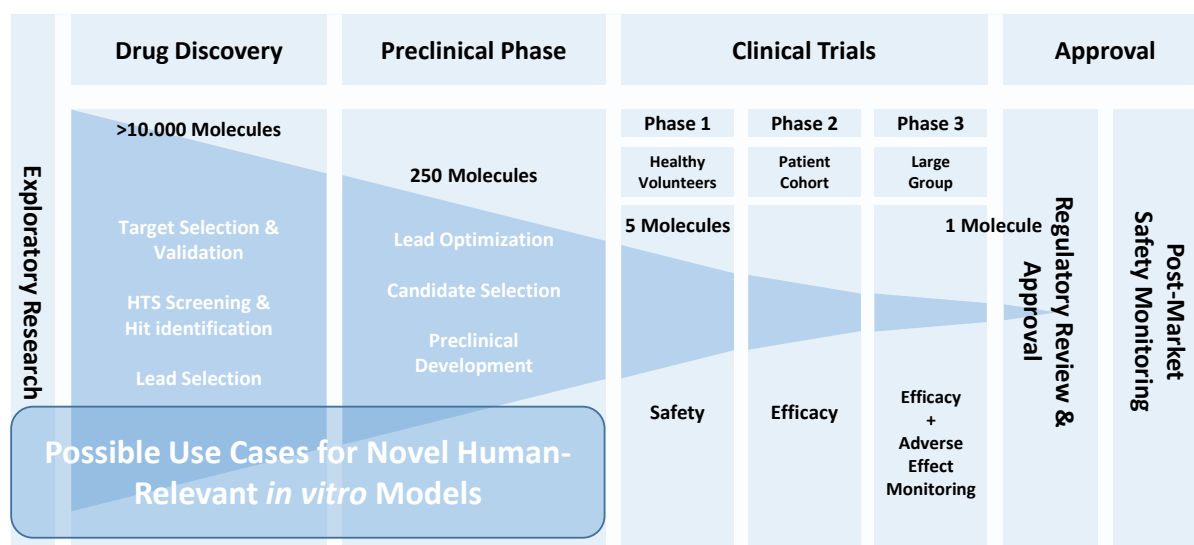 Drug Discovery
Preclinical Phase
Clinical Trials
Approval
Exploratory Research
>10.000 Molecules
Target Selection &
Validation
HTS Screening &
Hit identification
Lead Selection
250 Molecules
Lead Optimization
Candidate Selection
Preclinical
Development
Phase 1
Phase 2
Phase 3
Healthy
Volunteers
Patient
Cohort
Large
Group
5 Molecules
1 Molecule
Safety
Efficacy
Efficacy
+
Adverse
Effect
Monitoring
Regulatory Review &
Approval
Post-Market
Safety Monitoring
Possible Use Cases for Novel Human-
Relevant in vitro Models